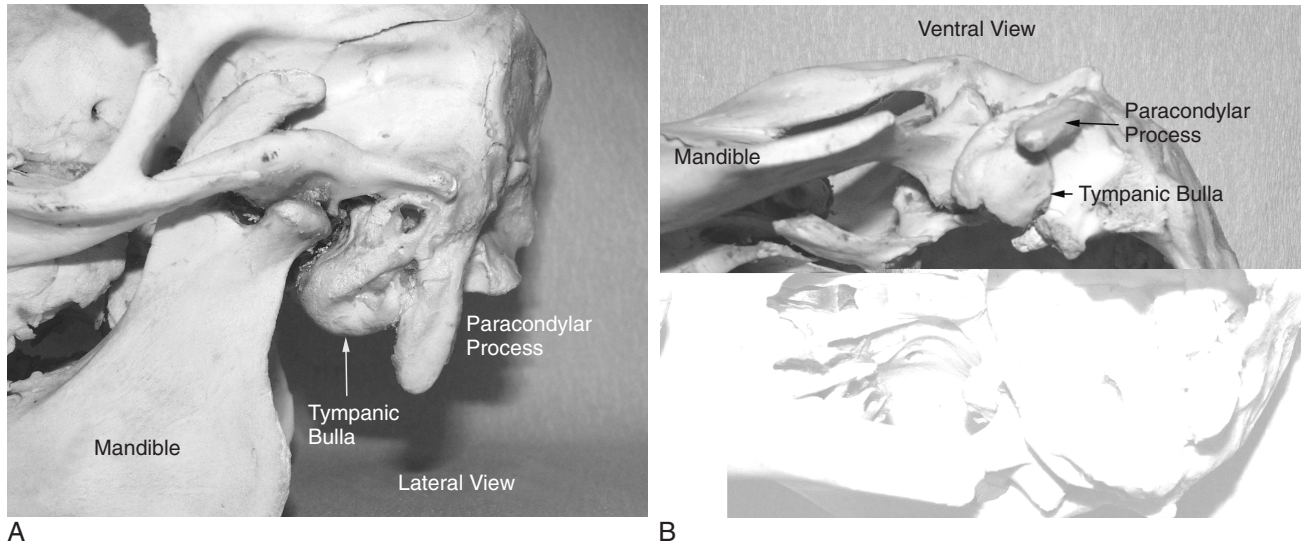 Paracondylar
Process
Tympanic
Bulla
Mandible
Lateral View
A
Ventral View
Paracondylar
Process
Mandible
Tympanic Bulla
B